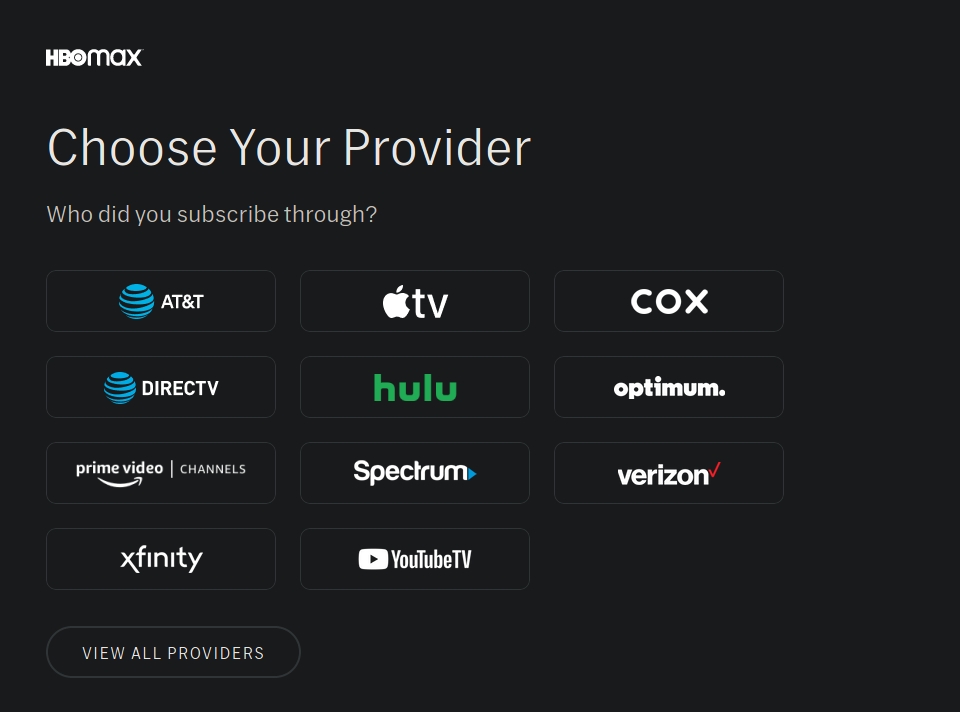 HBOmax
Choose Your Provider
Who did you subscribe through?
AT&T
tv
COX
DIRECTV
hulu
optimum.
prime video | CHANNELS
Spectrum
verizon
xfinity
YouTubeTV
VIEW ALL PROVIDERS